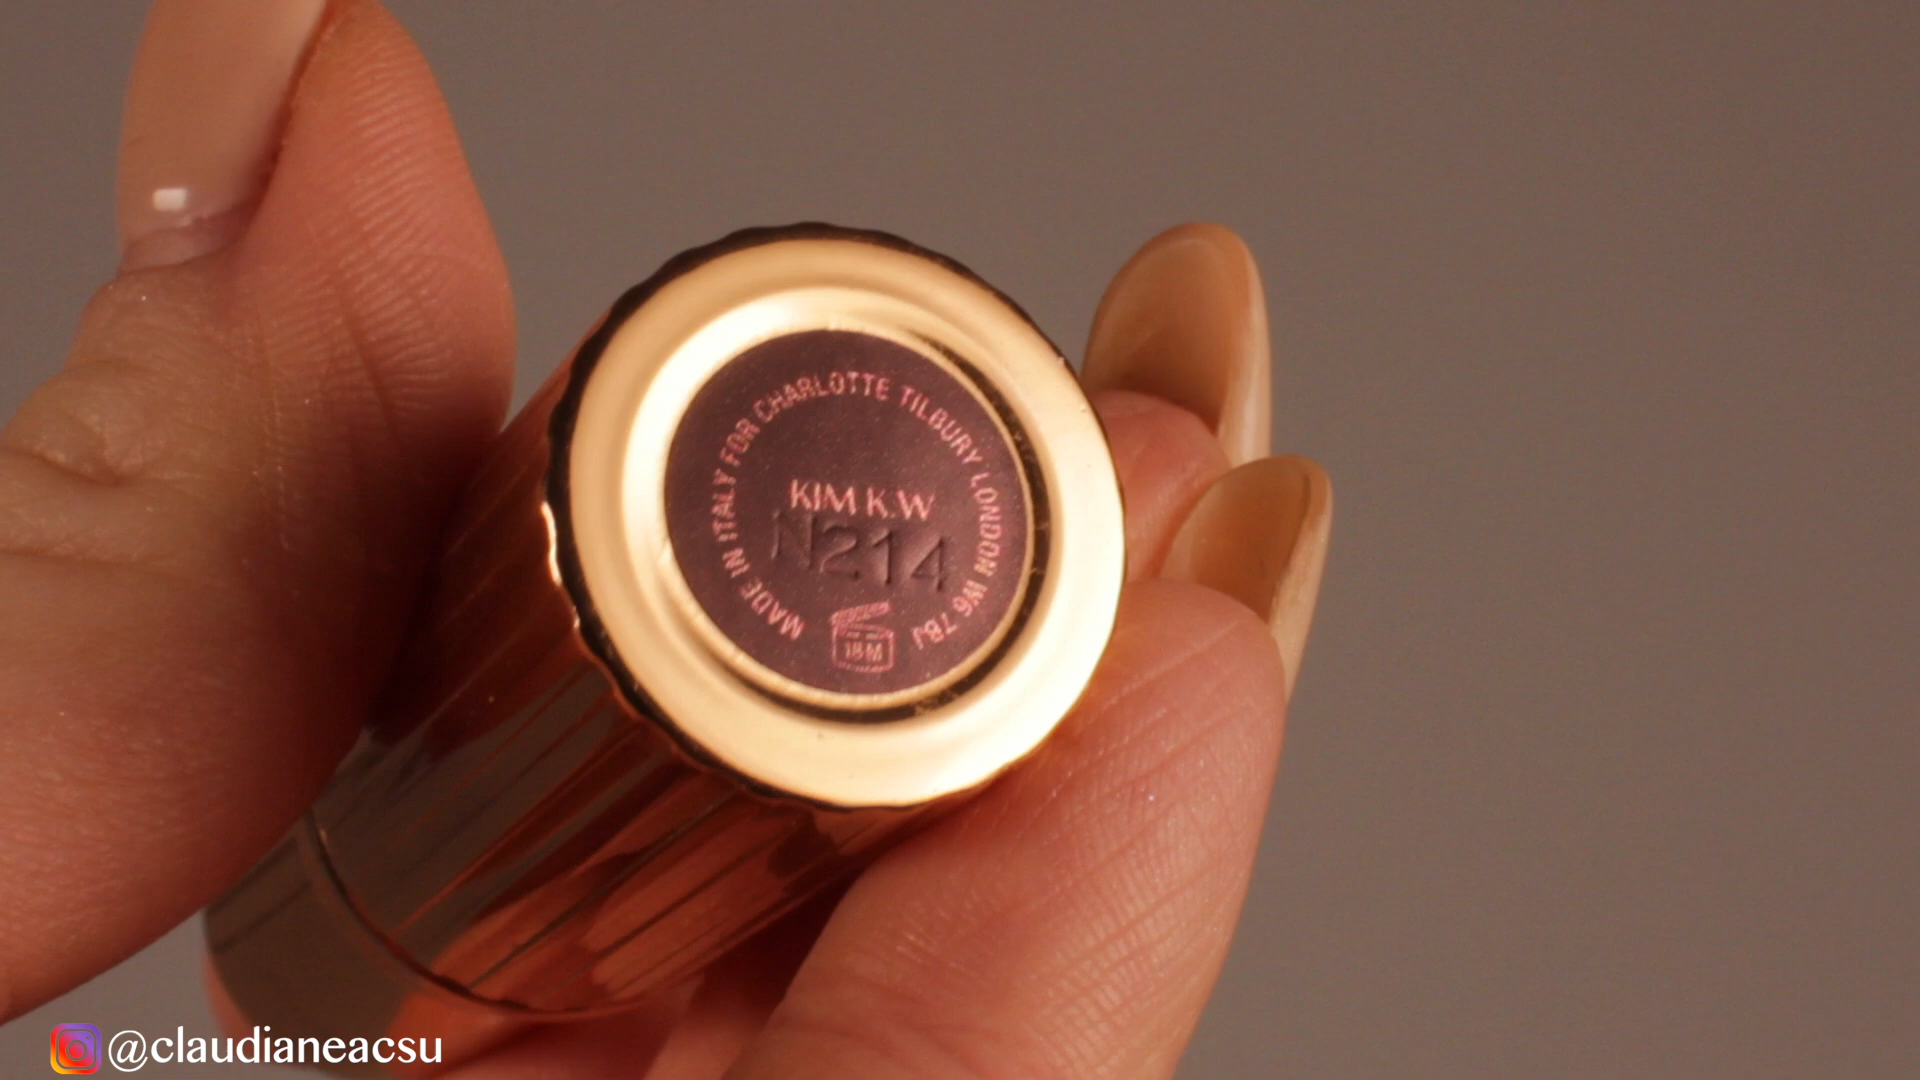 MADE IN ITALY FOR CHARLOTTE TILBURY LONDON W6 7BJ
KIM K.W
N214
18M
@claudianeacsu